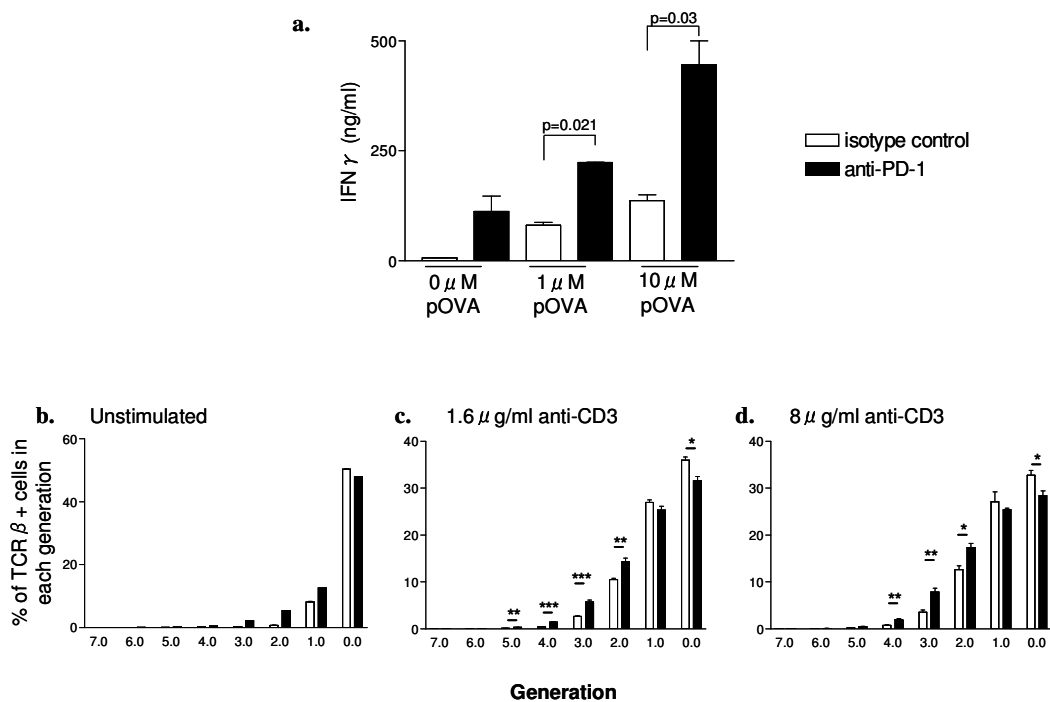 a.
p=0.03
500
p=0.021
250
0
IFN γ (ng/ml)
isotype control
anti-PD-1
0 μ M
pOVA
1 μ M
pOVA
10 μ M
pOVA
b. Unstimulated
60
40
20
0
% of TCR β + cells in
each generation
7.0 6.0 5.0 4.0 3.0 2.0 1.0 0.0
c. 1.6 μ g/ml anti-CD3
40
30
20
10
0
** *** *** ** *
7.0 6.0 5.0 4.0 3.0 2.0 1.0 0.0
d. 8 μ g/ml anti-CD3
40
30
20
10
0
** ** * *
7.0 6.0 5.0 4.0 3.0 2.0 1.0 0.0
Generation